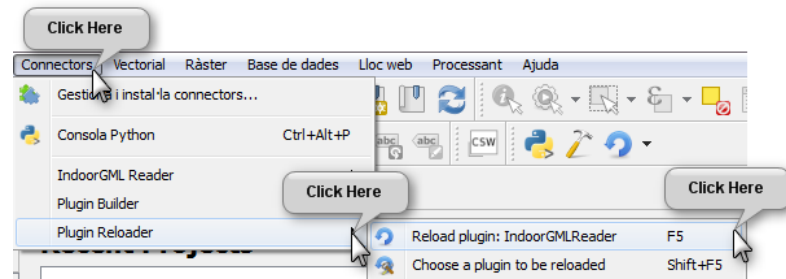 Click Here
Connectors Vectorial Ràster Base de dades Lloc web Processant Ajuda
Gestiona i instal·la connectors...
Consola Python Ctrl+Alt+P
abc abc CSW
IndoorGML Reader
Click Here
Click Here
Plugin Builder
Plugin Reloader
Reload plugin: IndoorGMLReader F5
Choose a plugin to be reloaded Shift+F5